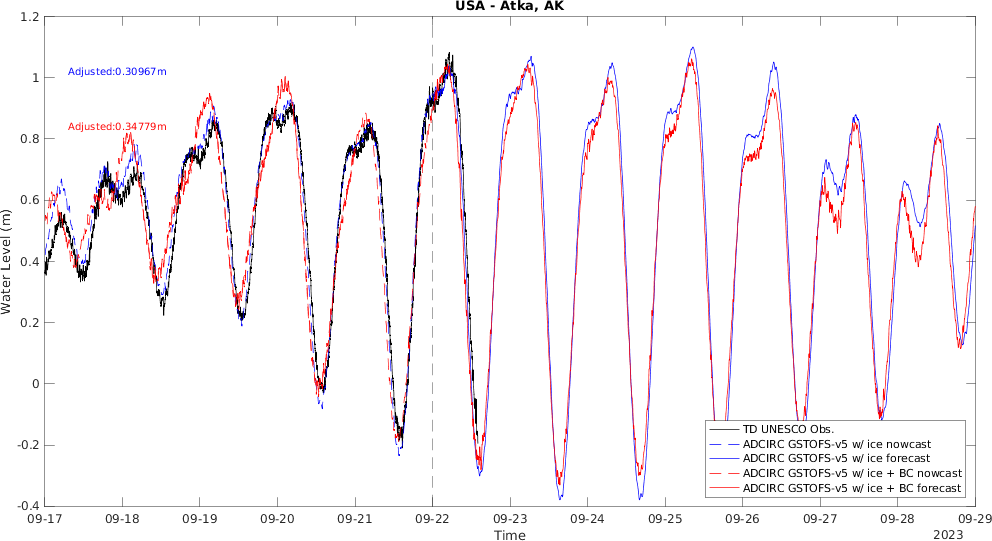 USA - Atka, AK
1.2
1
0.8
0.6
0.4
0.2
0
-0.2
-0.4
Water Level (m)
Adjusted:0.30967m
Adjusted:0.34779m
TD UNESCO Obs.
ADCIRC GSTOFS-v5 w/ ice nowcast
ADCIRC GSTOFS-v5 w/ ice forecast
ADCIRC GSTOFS-v5 w/ ice + BC nowcast
ADCIRC GSTOFS-v5 w/ ice + BC forecast
09-17 09-18 09-19 09-20 09-21 09-22 09-23 09-24 09-25 09-26 09-27 09-28 09-29
Time
2023